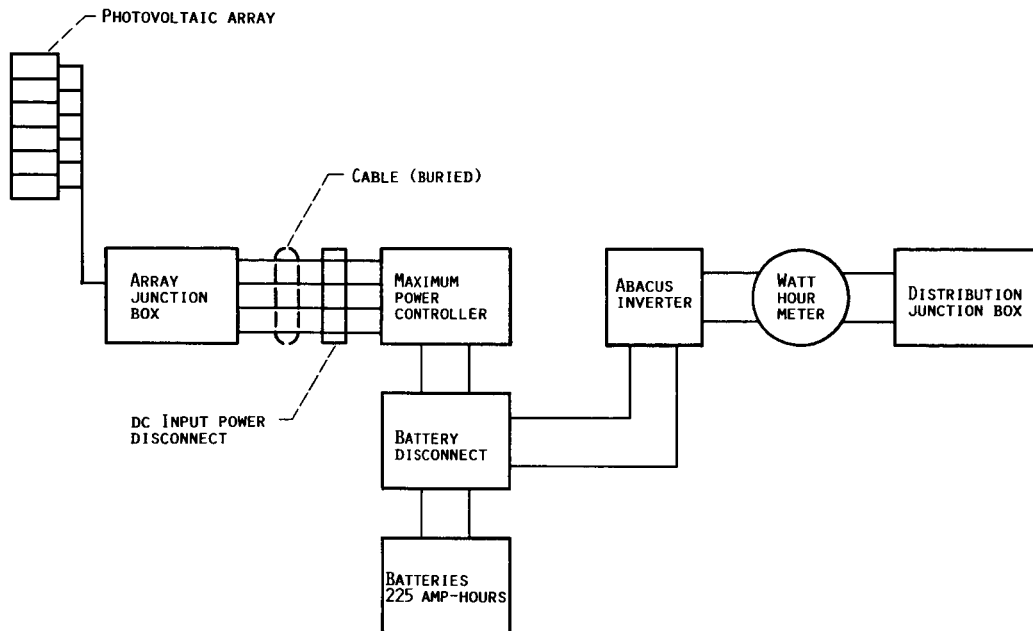 PHOTOVOLTAIC ARRAY
CABLE (BURIED)
ARRAY
JUNCTION
BOX
MAXIMUM
POWER
CONTROLLER
ABACUS
INVERTER
WATT
HOUR
METER
DISTRIBUTION
JUNCTION BOX
DC INPUT POWER
DISCONNECT
BATTERY
DISCONNECT
BATTERIES
225 AMP-HOURS